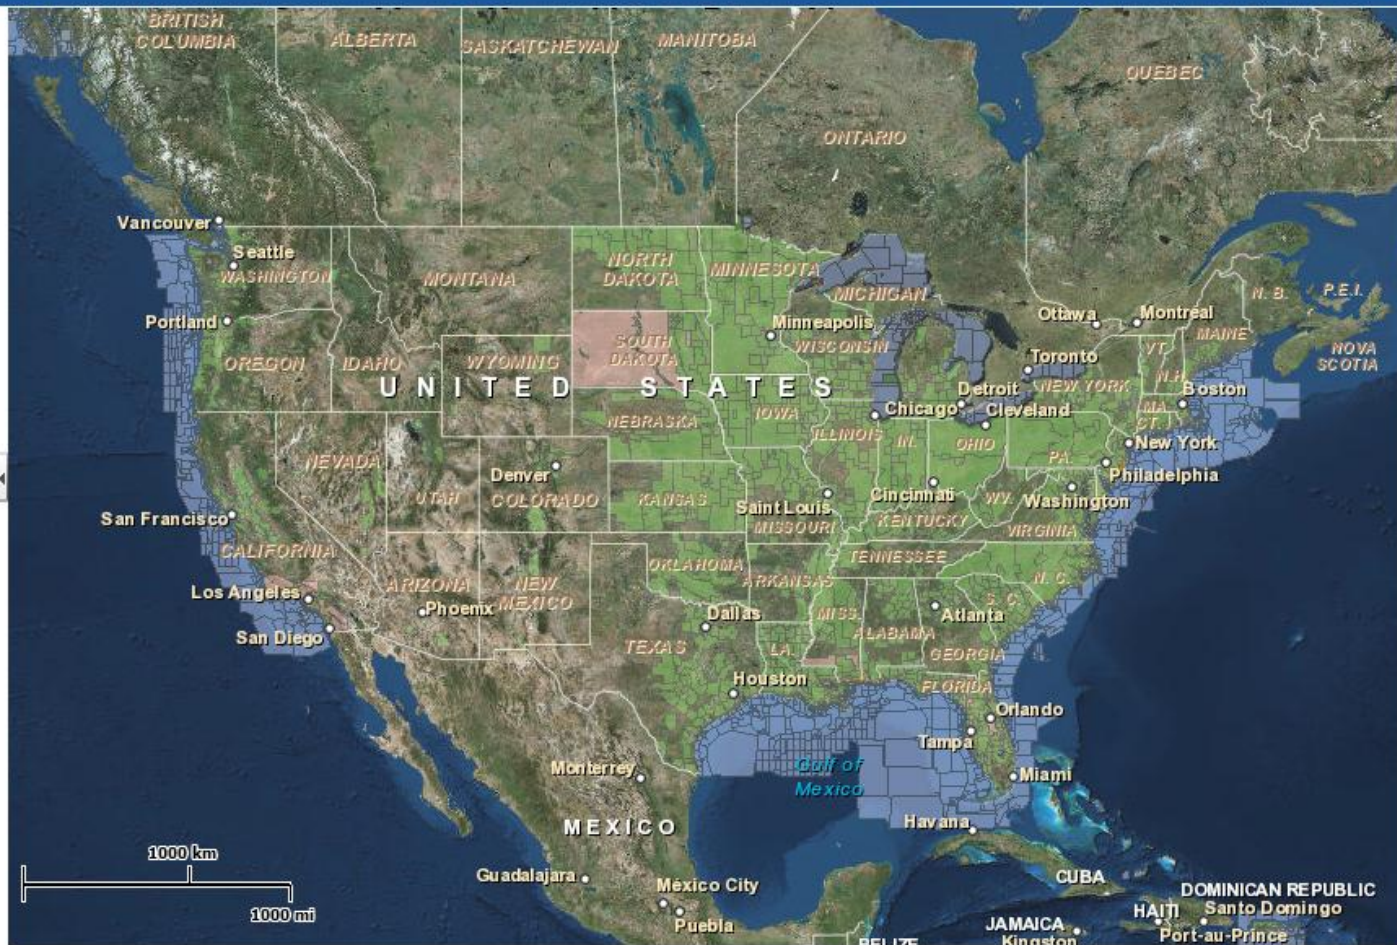 BRITISH
COLUMBIA
ALBERTA
SASKATCHEWAN
MANITOBA
QUEBEC
ONTARIO
Vancouver
Seattle
WASHINGTON
MONTANA
NORTH
DAKOTA
MINNESOTA
MICHIGAN
N. B.
P.E.I.
Portland
Minneapolis
Ottawa
Montréal
MAINE
OREGON
IDAHO
WYOMING
SOUTH
DAKOTA
WISCONSIN
Toronto
VT.
N.H.
NOVA
SCOTIA
UNITED STATES
Detroit
NEW YORK
Boston
NEBRASKA
IOWA
Chicago
Cleveland
MA.
CT.
ILLINOIS
IN.
OHIO
New York
NEVADA
PA.
Philadelphia
Denver
UTAH
COLORADO
KANSAS
Saint Louis
Cincinnati
WV.
Washington
San Francisco
MISSOURI
KENTUCKY
VIRGINIA
CALIFORNIA
OKLAHOMA
TENNESSEE
Los Angeles
ARIZONA
NEW
MEXICO
ARKANSAS
N. C.
Phoenix
Dallas
MISS.
Atlanta
S. C.
San Diego
TEXAS
LA.
ALABAMA
GEORGIA
Houston
FLORIDA
Orlando
Tampa
Monterrey
Gulf of
Mexico
Miami
MEXICO
Havana
1000 km
1000 mi
Guadalajara
México City
Puebla
CUBA
DOMINICAN REPUBLIC
HAITI
Santo Domingo
JAMAICA
Port-au-Prince
Kingston
BELIZE